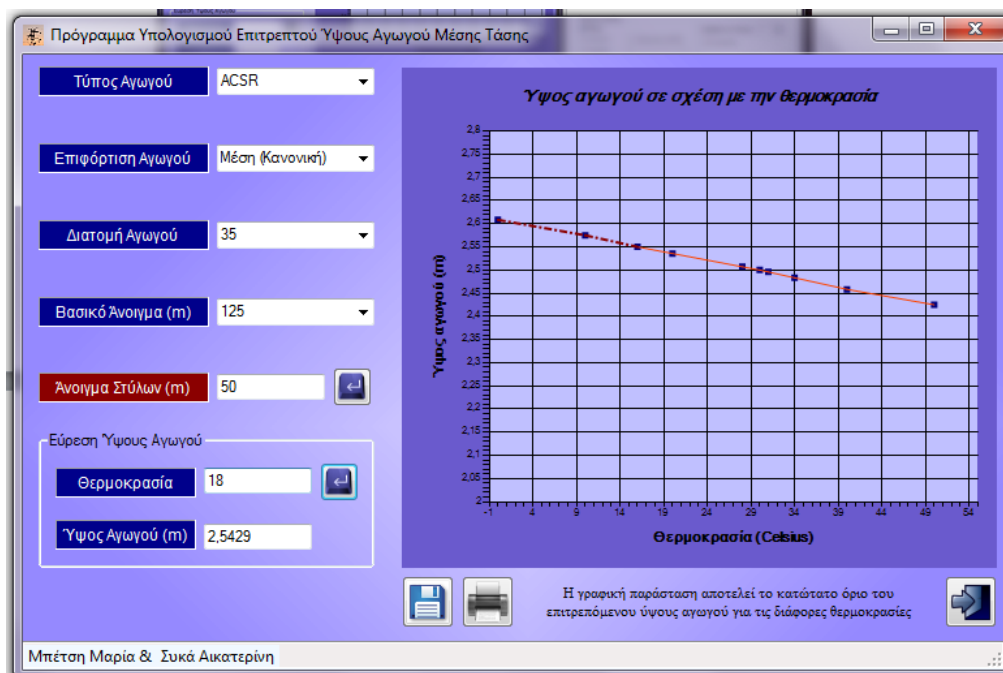 Πρόγραμμα Υπολογισμού Επιτρεπτού Ύψους Αγωγού Μέσης Τάσης
Τύπος Αγωγού
ACSR
Επιφόρτιση Αγωγού
Μέση (Κανονική)
Διατομή Αγωγού
35
Βασικό Άνοιγμα (m)
125
Άνοιγμα Στύλων (m)
50
Εύρεση Ύψους Αγωγού
Θερμοκρασία
18
Ύψος Αγωγού (m)
2,5429
Ύψος αγωγού σε σχέση με την θερμοκρασία
Ύψος αγωγού (m)
2,8
2,75
2,7
2,65
2,6
2,55
2,5
2,45
2,4
2,35
2,3
2,25
2,2
2,15
2,1
2,05
2
-1 4 9 14 19 24 29 34 39 44 49 54
Θερμοκρασία (Celsius)
Η γραφική παράσταση αποτελεί το κατώτατο όριο του
επιτρεπόμενου ύψους αγωγού για τις διάφορες θερμοκρασίες
Μπέτση Μαρία & Συκά Αικατερίνη